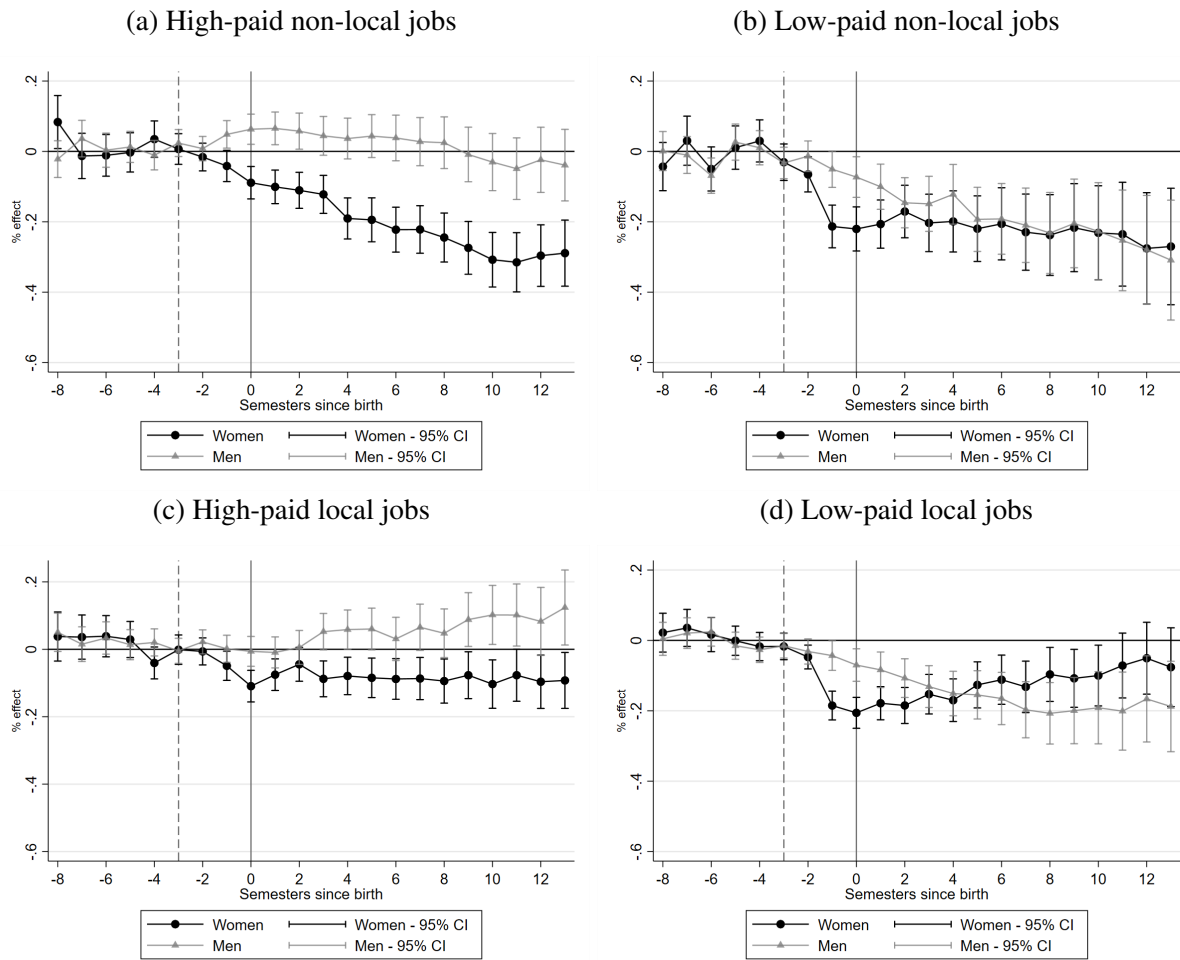 (a) High-paid non-local jobs
.2
0
-.2
-.4
-.6
% effect
-8 -6 -4 -2 0 2 4 6 8 10 12
Semesters since birth
Women Women - 95% CI
Men Men - 95% CI
(b) Low-paid non-local jobs
.2
0
-.2
-.4
-.6
% effect
-8 -6 -4 -2 0 2 4 6 8 10 12
Semesters since birth
Women Women - 95% CI
Men Men - 95% CI
(c) High-paid local jobs
.2
0
-.2
-.4
-.6
% effect
-8 -6 -4 -2 0 2 4 6 8 10 12
Semesters since birth
Women Women - 95% CI
Men Men - 95% CI
(d) Low-paid local jobs
.2
0
-.2
-.4
-.6
% effect
-8 -6 -4 -2 0 2 4 6 8 10 12
Semesters since birth
Women Women - 95% CI
Men Men - 95% CI